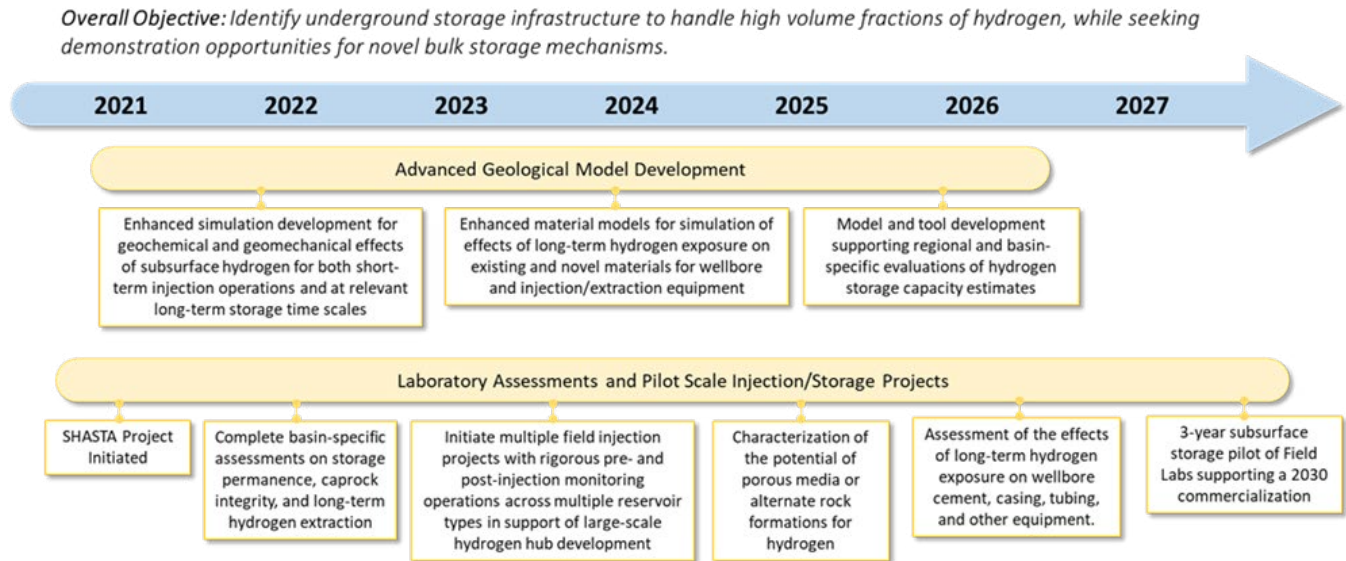 Overall Objective: Identify underground storage infrastructure to handle high volume fractions of hydrogen, while seeking
demonstration opportunities for novel bulk storage mechanisms.
2021 2022 2023 2024 2025 2026 2027
Advanced Geological Model Development
Enhanced simulation development for
geochemical and geomechanical effects
of subsurface hydrogen for both short-
term injection operations and at relevant
long-term storage time scales
Enhanced material models for simulation of
effects of long-term hydrogen exposure on
existing and novel materials for wellbore
and injection/extraction equipment
Model and tool development
supporting regional and basin-
specific evaluations of hydrogen
storage capacity estimates
Laboratory Assessments and Pilot Scale Injection/Storage Projects
SHASTA Project
Initiated
Complete basin-specific
assessments on storage
permanence, caprock
integrity, and long-term
hydrogen extraction
Initiate multiple field injection
projects with rigorous pre- and
post-injection monitoring
operations across multiple reservoir
types in support of large-scale
hydrogen hub development
Characterization of
the potential of
porous media or
alternate rock
formations for
hydrogen
Assessment of the effects
of long-term hydrogen
exposure on wellbore
cement, casing, tubing,
and other equipment.
3-year subsurface
storage pilot of Field
Labs supporting a 2030
commercialization